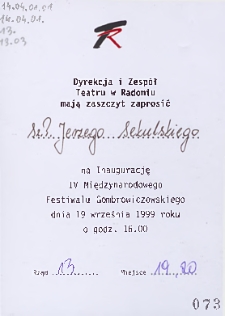 14.04.01.01
14.04.01.
13.
13.03
Dyrekcja i Zespół
Teatru w Radomiu
mają zaszczyt zaprosić
Sz.P. Jerzego Sekulskiego
na Inaugurację
IV Międzynarodowego
Festiwalu Gombrowiczowskiego
dnia 19 września 1999 roku
o godz. 16.00
Rząd 13 Miejsce 19, 20
073